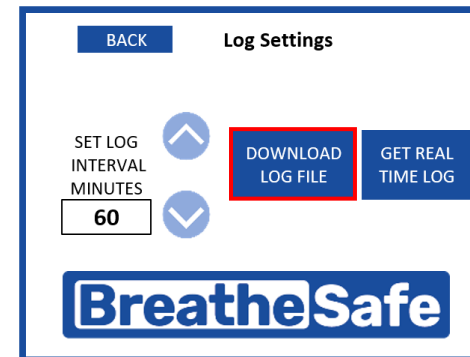 BACK
Log Settings
SET LOG
INTERVAL
MINUTES
60
DOWNLOAD
LOG FILE
GET REAL
TIME LOG
BreatheSafe